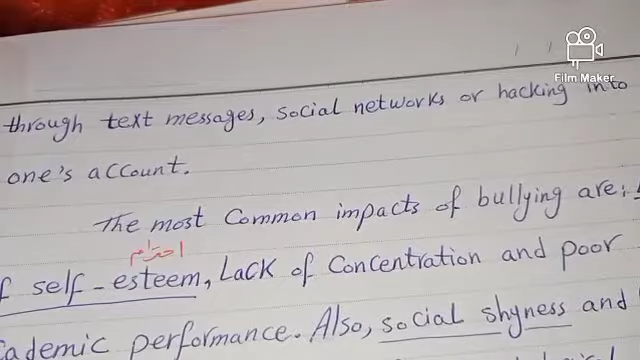 Film Maker
through text messages, social networks or hacking into
one's account.
The most common impacts of bullying are:
احترام
self-esteem, Lack of concentration and poor
performance. Also, social shyness and